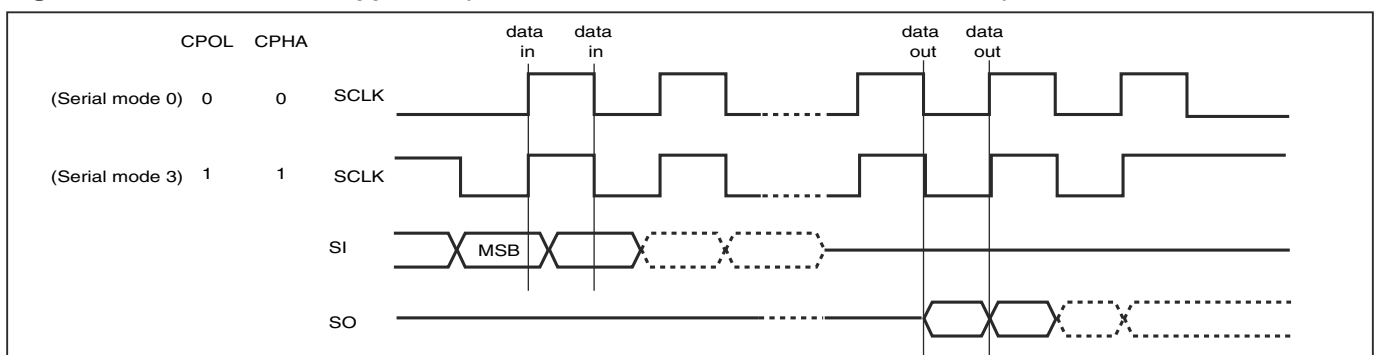 CPOL CPHA
data in data in data out data out
(Serial mode 0) 0 0 SCLK
(Serial mode 3) 1 1 SCLK
SI MSB
SO